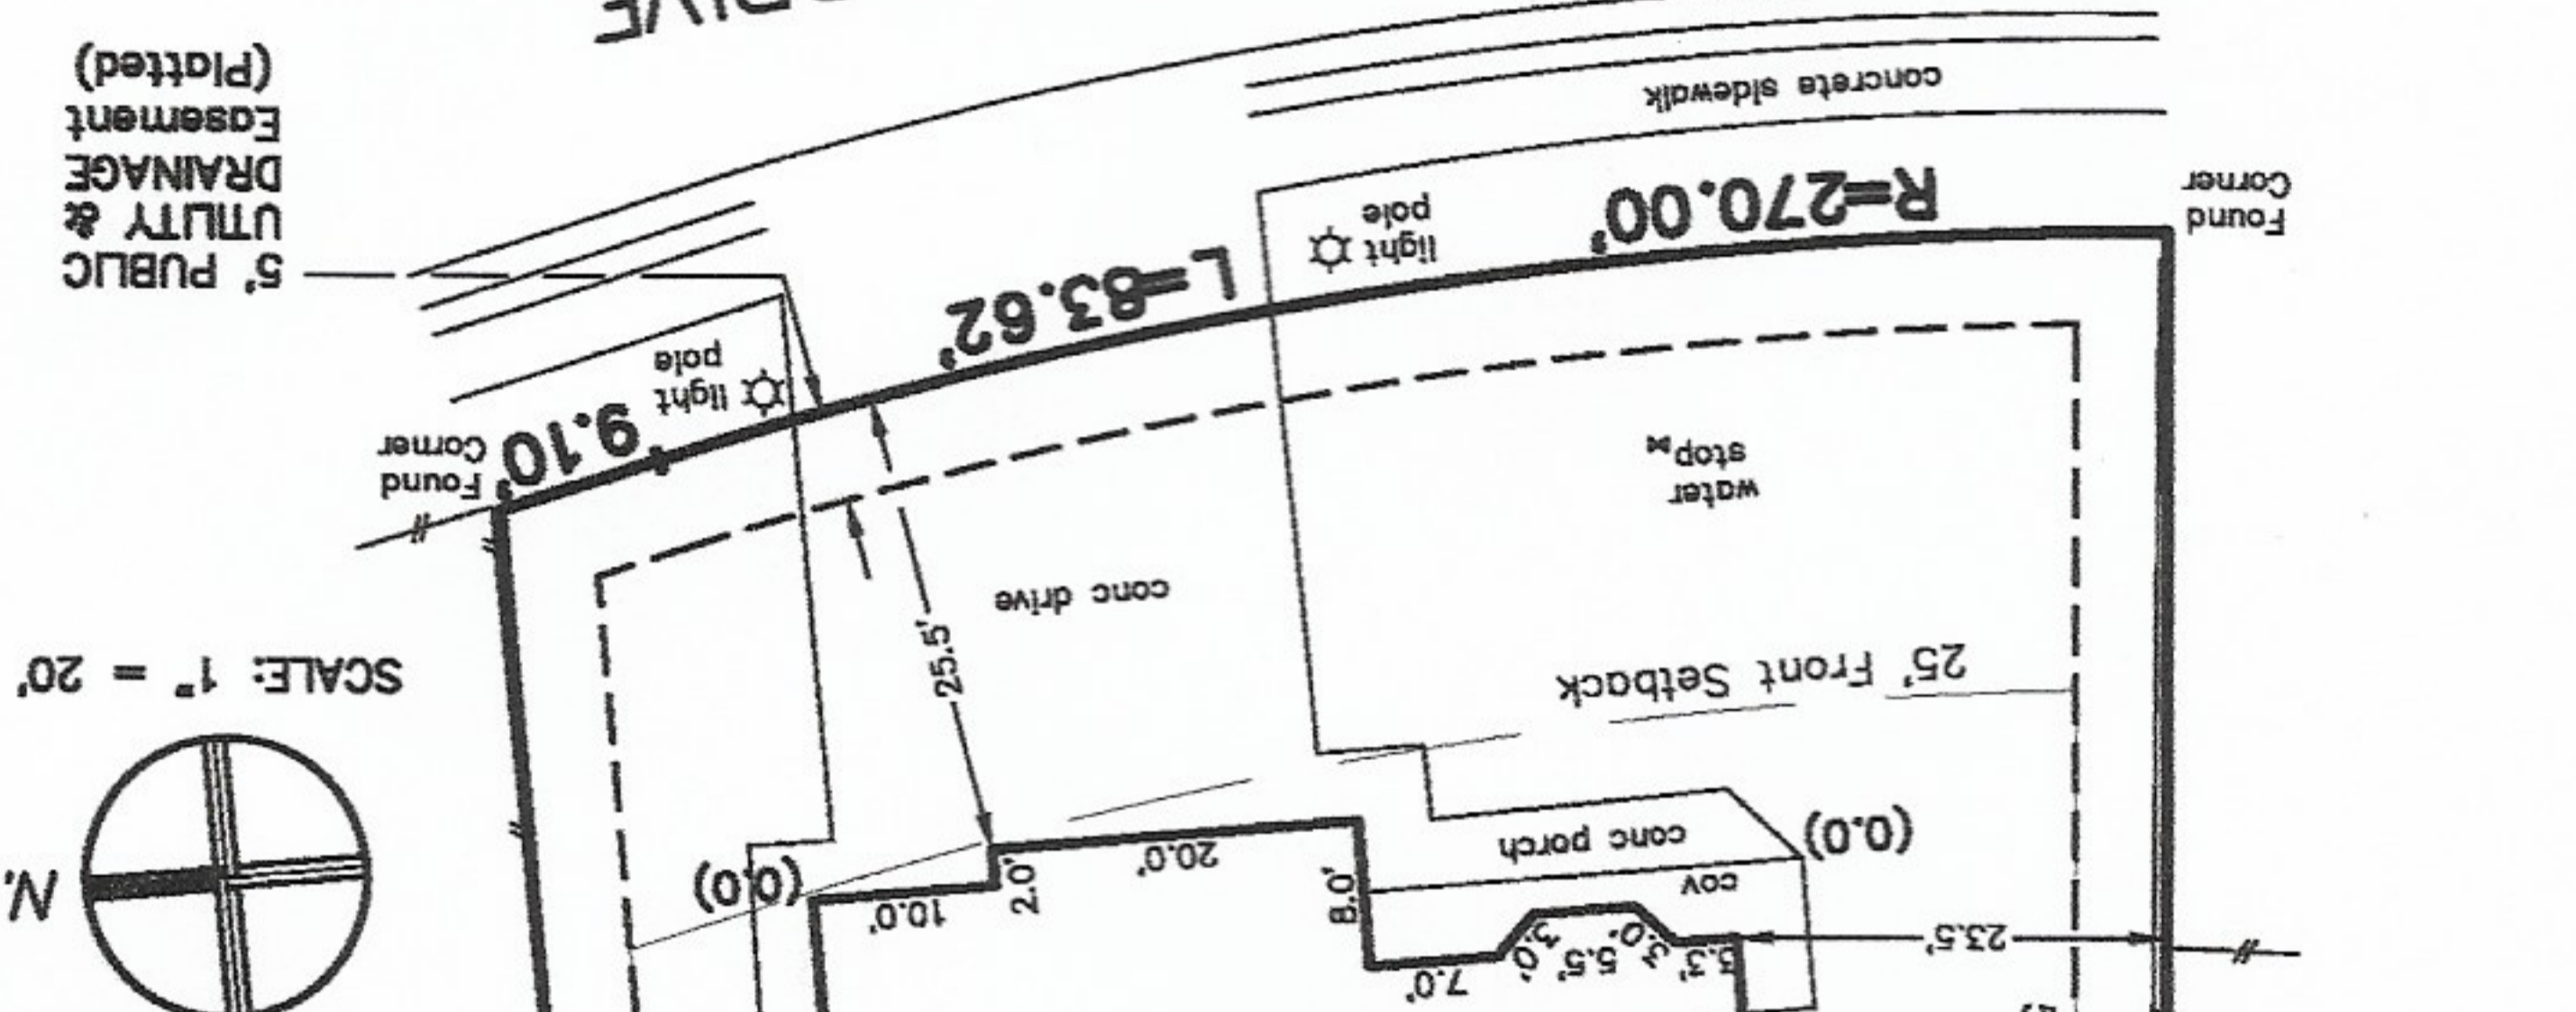 23.5'
3.3'
3.0'
5.5'
3.0'
7.0'
cov
conc porch
(0.0)
8.0'
20.0'
2.0'
10.0'
(0.0)
N.
25' Front Setback
25.5'
SCALE: 1" = 20'
conc drive
water
stop
Found
Corner
R=270.00'
light
pole
L=83.62'
light
pole
9.10'
Found
Corner
concrete sidewalk
5' PUBLIC
UTILITY &
DRAINAGE
Easement
(Platted)
DRIVE